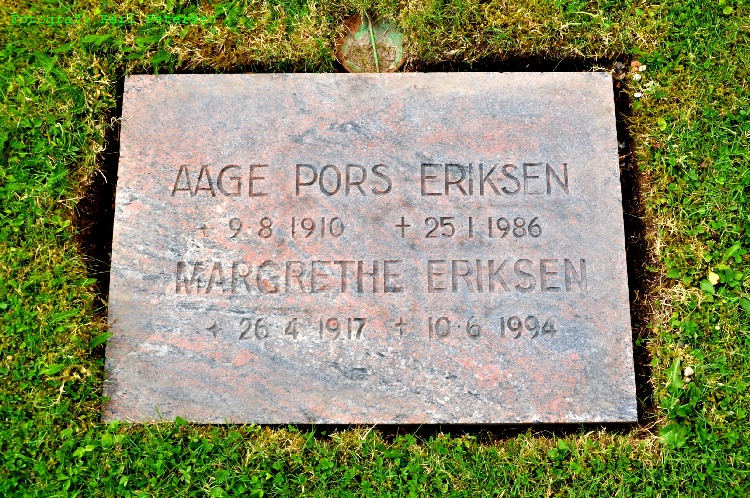 AAGE PORS ERIKSEN
⋆ 9·8 1910 † 25.1.1986
MARGRETHE ERIKSEN
⋆ 26.4.1917 † 10·6 1994